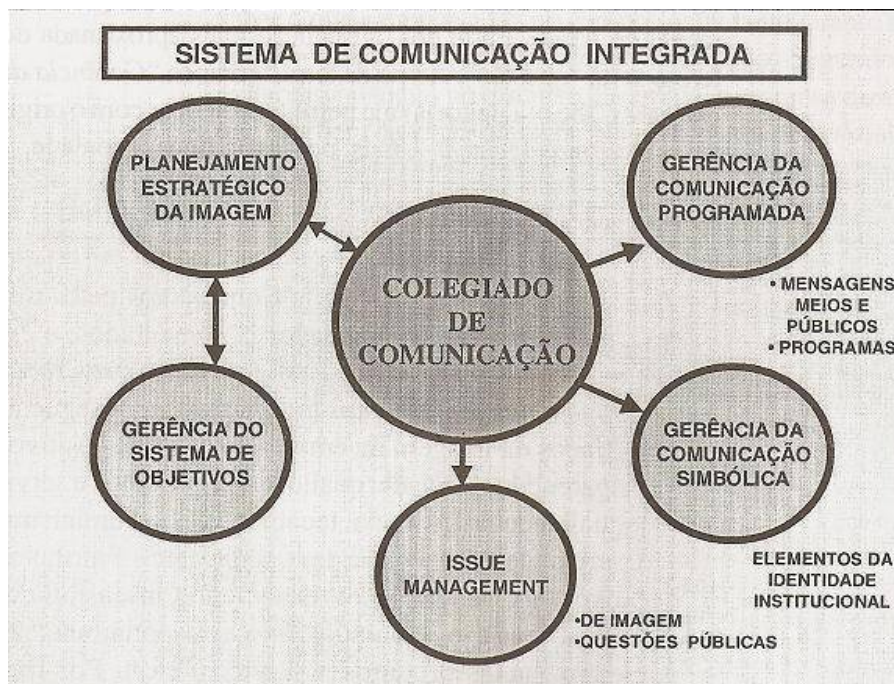 SISTEMA DE COMUNICAÇÃO INTEGRADA
PLANEJAMENTO
ESTRATÉGICO
DA IMAGEM
GERÊNCIA DA
COMUNICAÇÃO
PROGRAMADA
COLEGIADO
DE
COMUNICAÇÃO
• MENSAGENS
MEIOS E
PÚBLICOS
• PROGRAMAS
GERÊNCIA DO
SISTEMA DE
OBJETIVOS
GERÊNCIA DA
COMUNICAÇÃO
SIMBÓLICA
ISSUE
MANAGEMENT
ELEMENTOS DA
IDENTIDADE
INSTITUCIONAL
•DE IMAGEM
•QUESTÕES PÚBLICAS